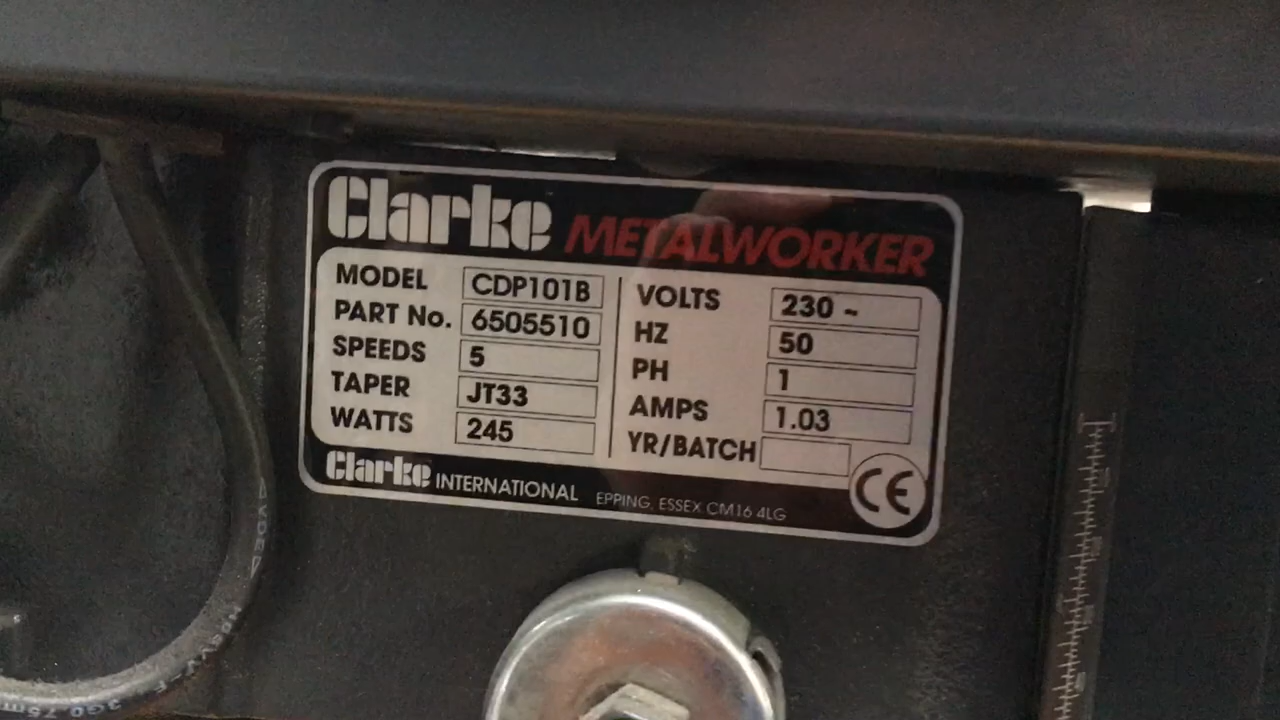 Clarke METALWORKER
MODEL CDP101B
PART No. 6505510
SPEEDS 5
TAPER JT33
WATTS 245
VOLTS 230 ~
HZ 50
PH 1
AMPS 1.03
YR/BATCH
CE
Clarke INTERNATIONAL EPPING, ESSEX CM16 4LG